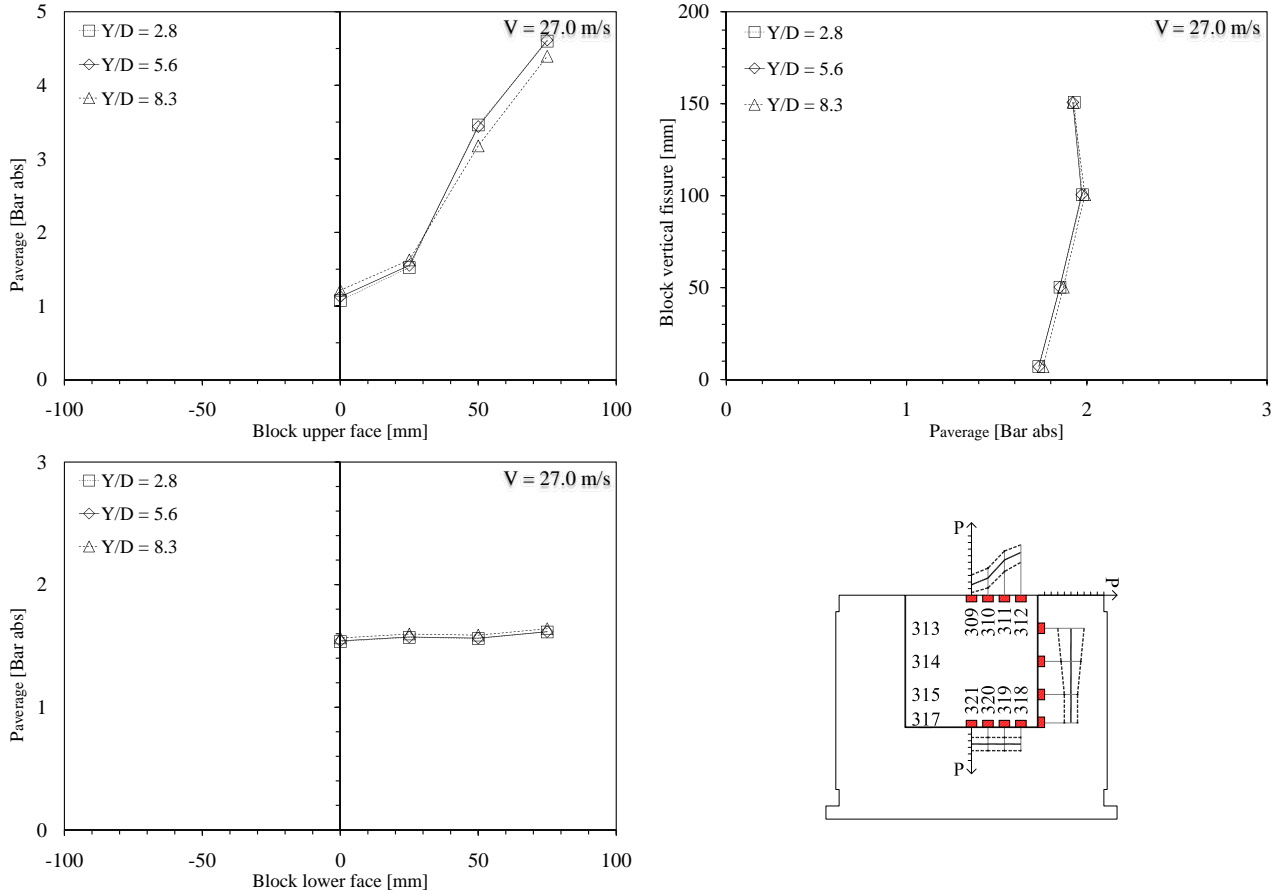 5
4
3
2
1
0
-100
-50
0
50
100
Paverage [Bar abs]
Block upper face [mm]
Y/D = 2.8
Y/D = 5.6
Y/D = 8.3
V = 27.0 m/s
200
150
100
50
0
0
1
2
3
Block vertical fissure [mm]
Paverage [Bar abs]
Y/D = 2.8
Y/D = 5.6
Y/D = 8.3
V = 27.0 m/s
3
2
1
0
-100
-50
0
50
100
Paverage [Bar abs]
Block lower face [mm]
Y/D = 2.8
Y/D = 5.6
Y/D = 8.3
V = 27.0 m/s
P
P
309
310
311
312
313
314
315
317
321
320
319
318
P